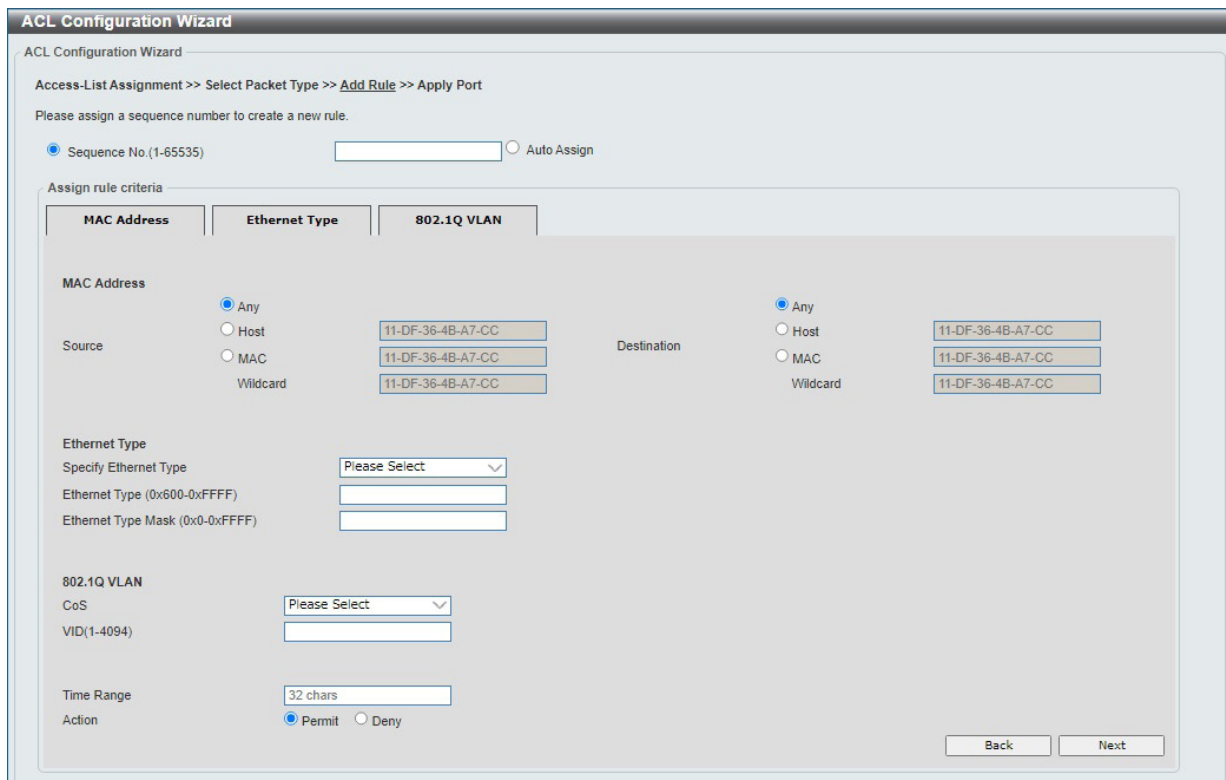 ACL Configuration Wizard
ACL Configuration Wizard
Access-List Assignment >> Select Packet Type >> Add Rule >> Apply Port
Please assign a sequence number to create a new rule.
Sequence No.(1-65535) Auto Assign
Assign rule criteria
MAC Address Ethernet Type 802.1Q VLAN
MAC Address
Any Any
Host 11-DF-36-4B-A7-CC Host 11-DF-36-4B-A7-CC
Source Destination
MAC 11-DF-36-4B-A7-CC MAC 11-DF-36-4B-A7-CC
Wildcard 11-DF-36-4B-A7-CC Wildcard 11-DF-36-4B-A7-CC
Ethernet Type
Specify Ethernet Type Please Select
Ethernet Type (0x600-0xFFFF)
Ethernet Type Mask (0x0-0xFFFF)
802.1Q VLAN
CoS Please Select
VID(1-4094)
Time Range 32 chars
Action Permit Deny
Back Next